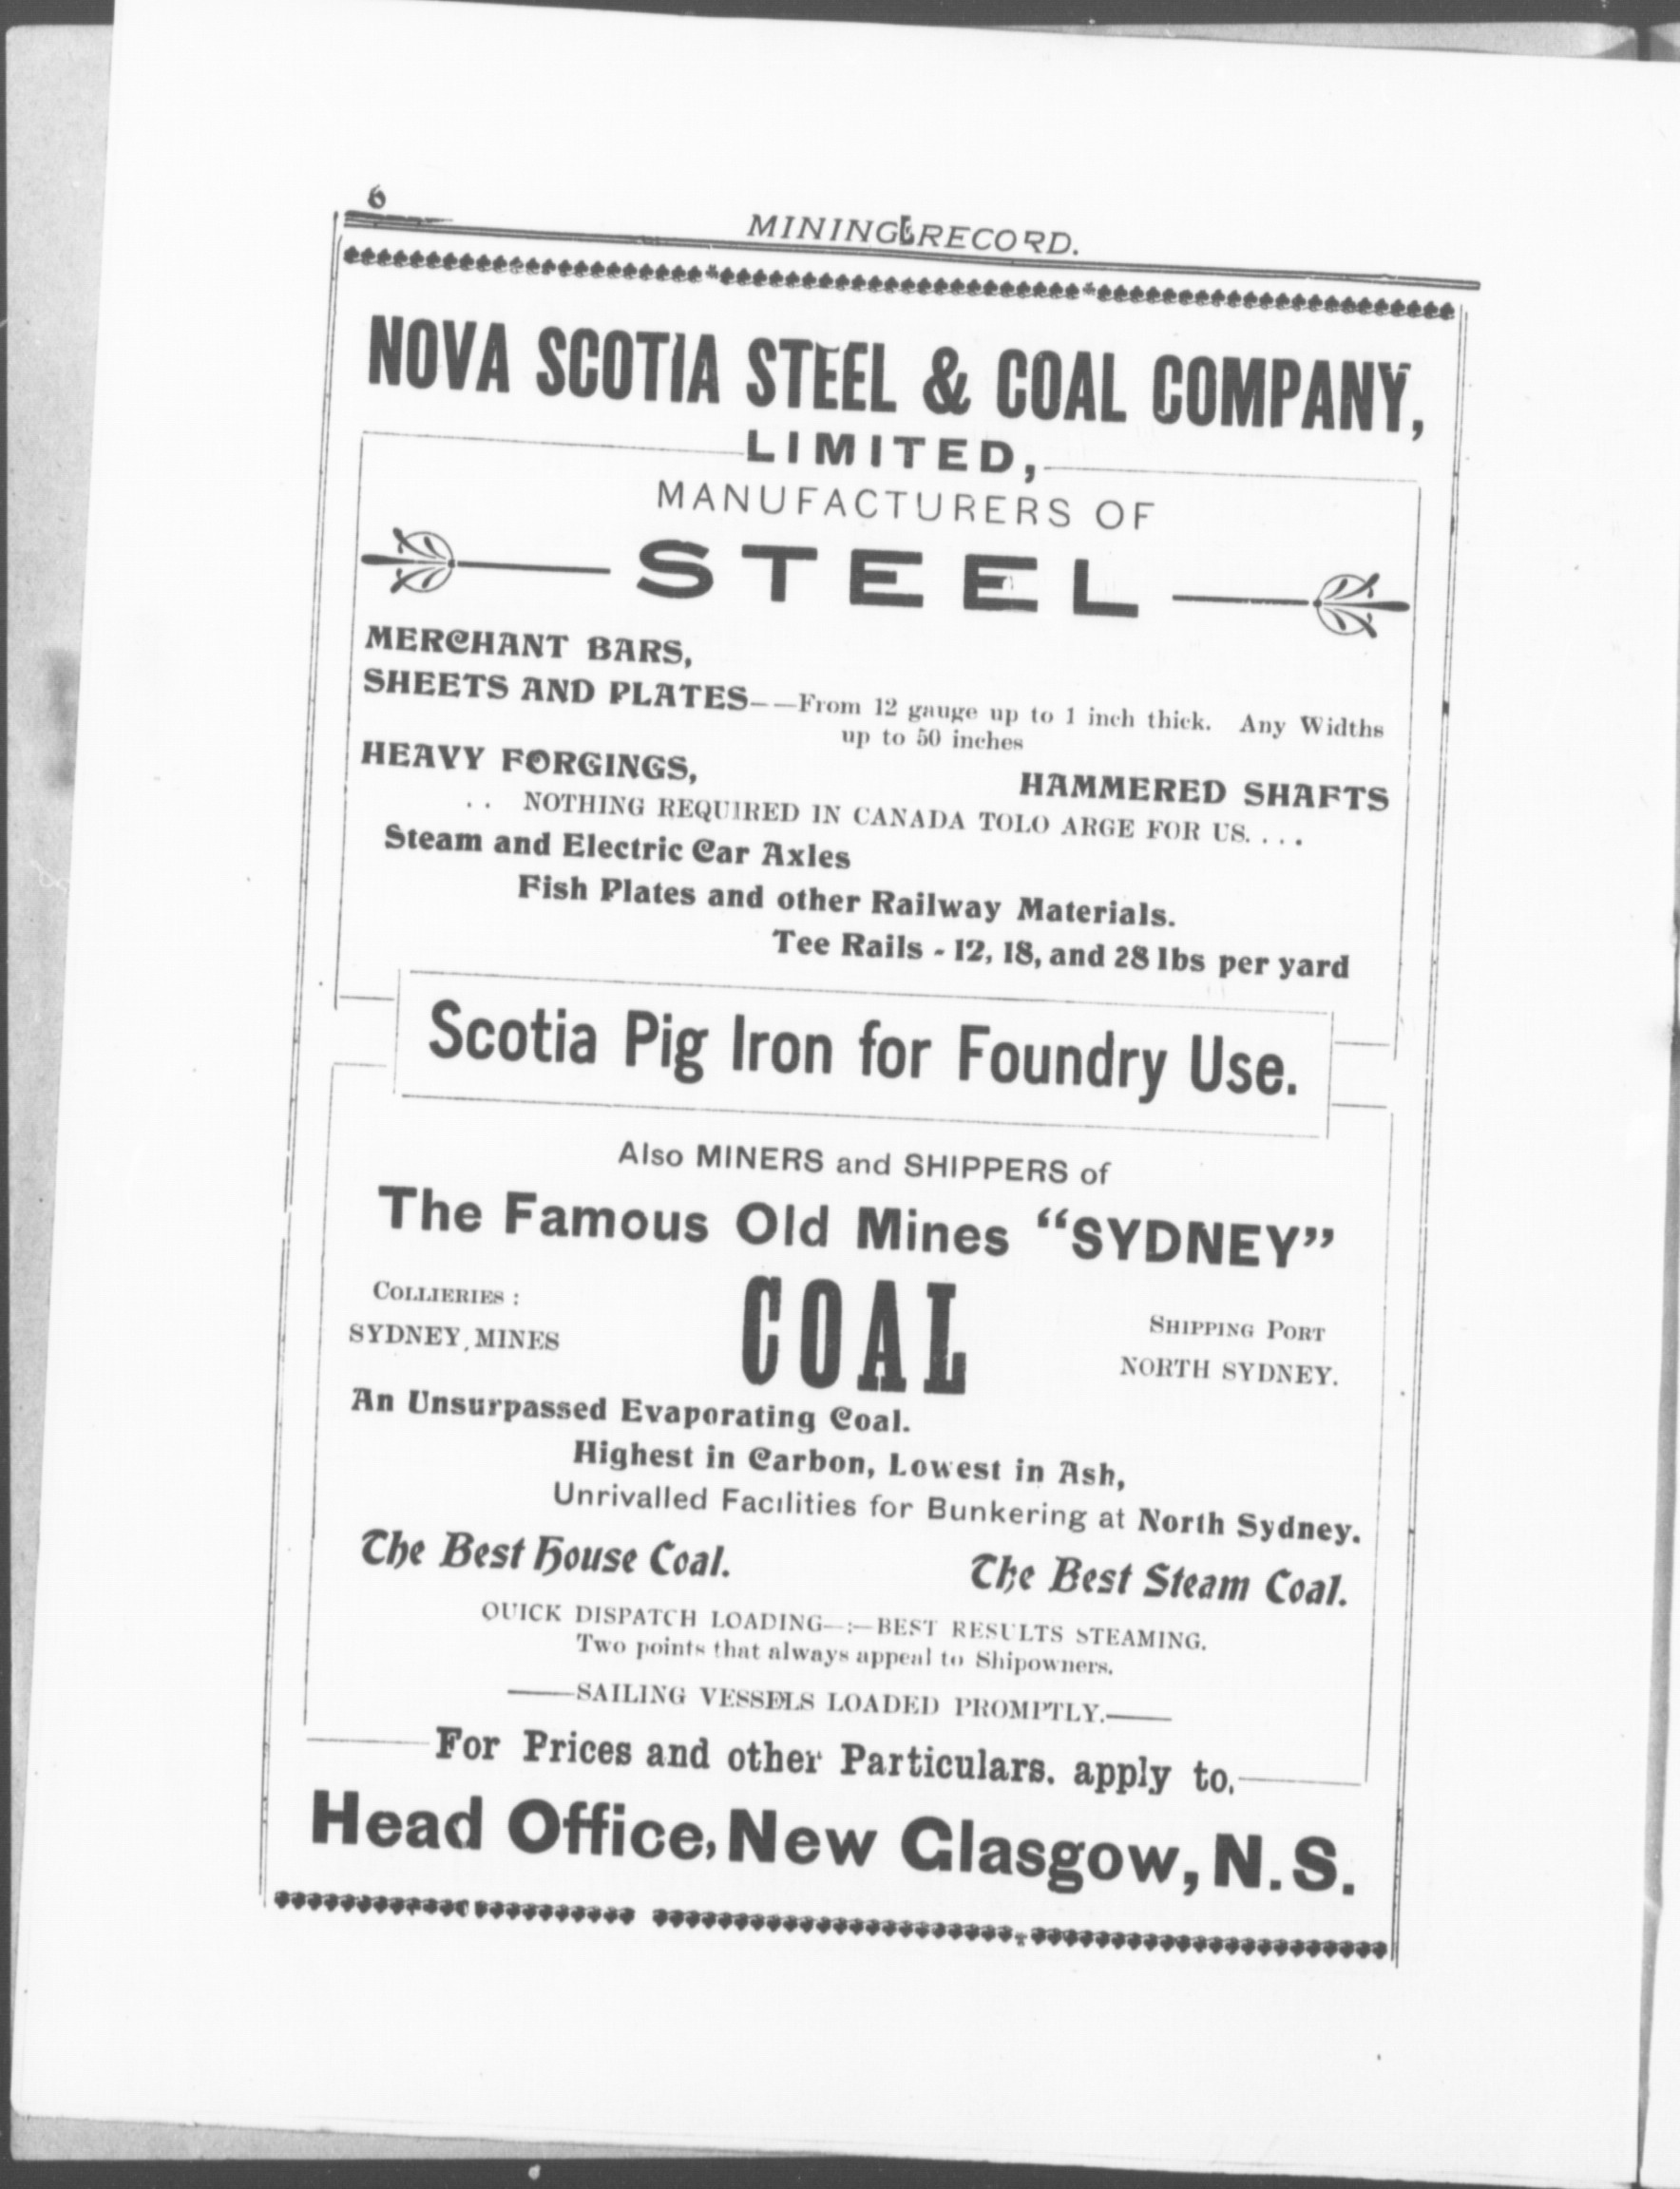 6
MINING RECORD.
NOVA SCOTIA STEEL & COAL COMPANY,
LIMITED,
MANUFACTURERS OF
STEEL
MERCHANT BARS,
SHEETS AND PLATES——From 12 gauge up to 1 inch thick. Any Widths
up to 50 inches
HEAVY FORGINGS, HAMMERED SHAFTS
. . NOTHING REQUIRED IN CANADA TOLO ARGE FOR US. . . .
Steam and Electric Car Axles
Fish Plates and other Railway Materials.
Tee Rails - 12, 18, and 28 lbs per yard
Scotia Pig Iron for Foundry Use.
Also MINERS and SHIPPERS of
The Famous Old Mines "SYDNEY"
COAL
COLLIERIES :
SYDNEY MINES
SHIPPING PORT
NORTH SYDNEY.
An Unsurpassed Evaporating Coal.
Highest in Carbon, Lowest in Ash,
Unrivalled Facilities for Bunkering at North Sydney.
The Best House Coal. The Best Steam Coal.
QUICK DISPATCH LOADING—:—BEST RESULTS STEAMING.
Two points that always appeal to Shipowners.
——SAILING VESSELS LOADED PROMPTLY.——
For Prices and other Particulars. apply to,
Head Office, New Glasgow, N.S.